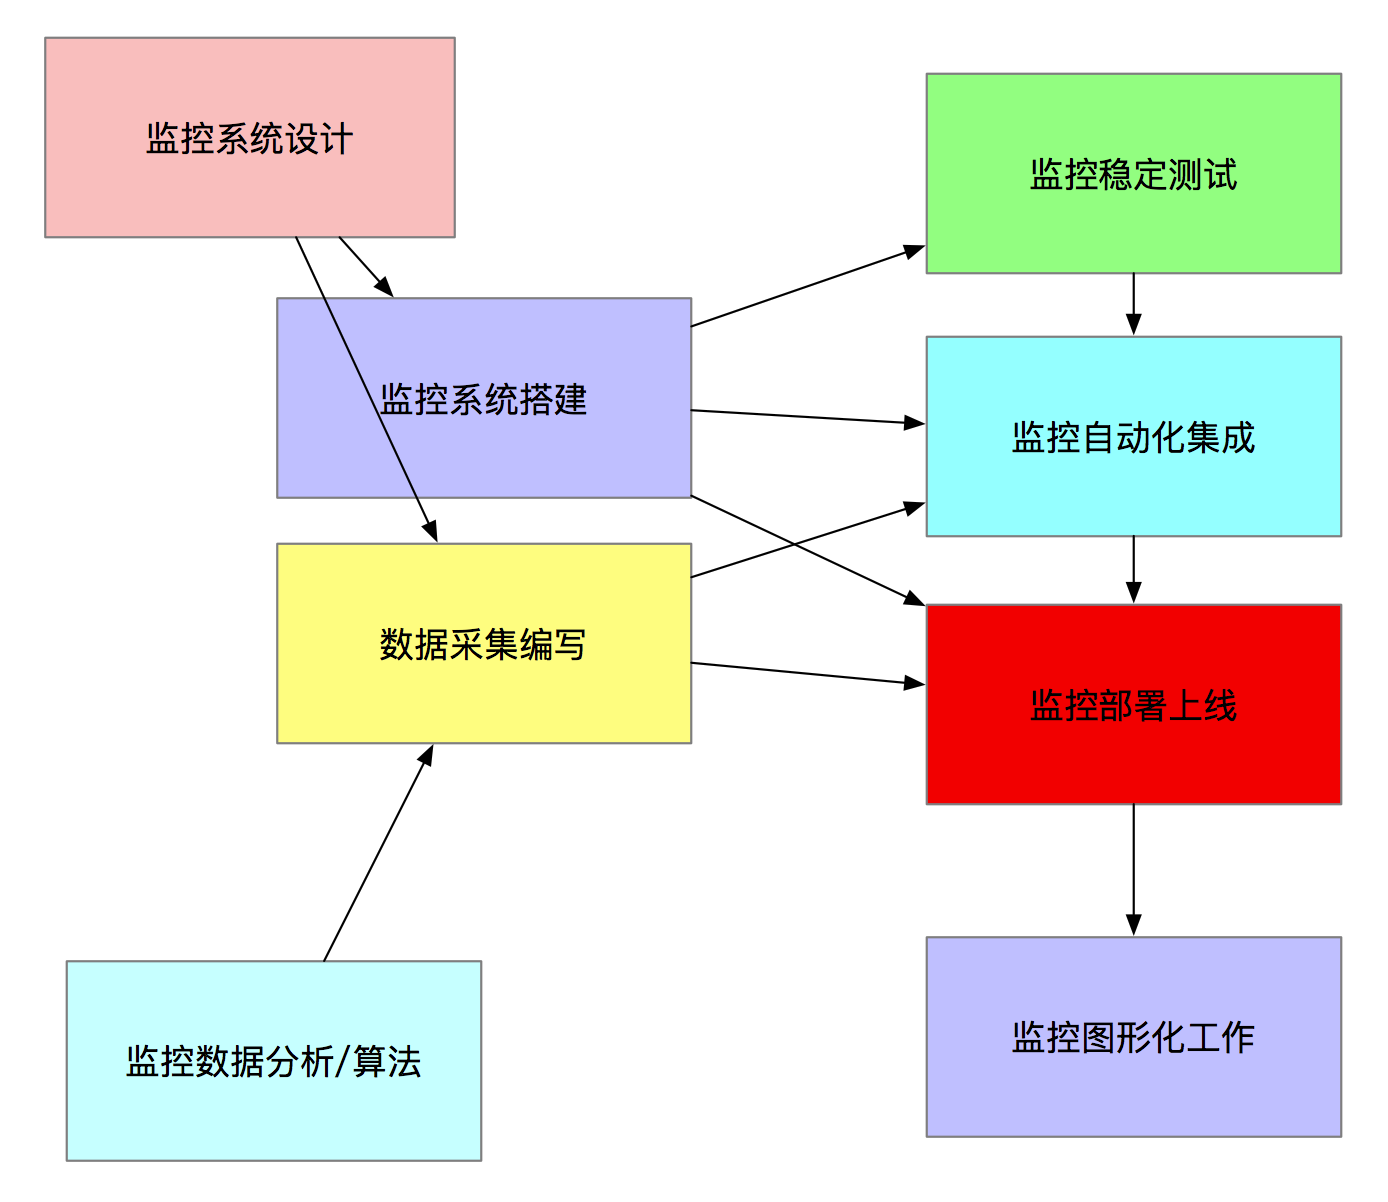 监控系统设计
监控系统搭建
数据采集编写
监控数据分析/算法
监控稳定测试
监控自动化集成
监控部署上线
监控图形化工作